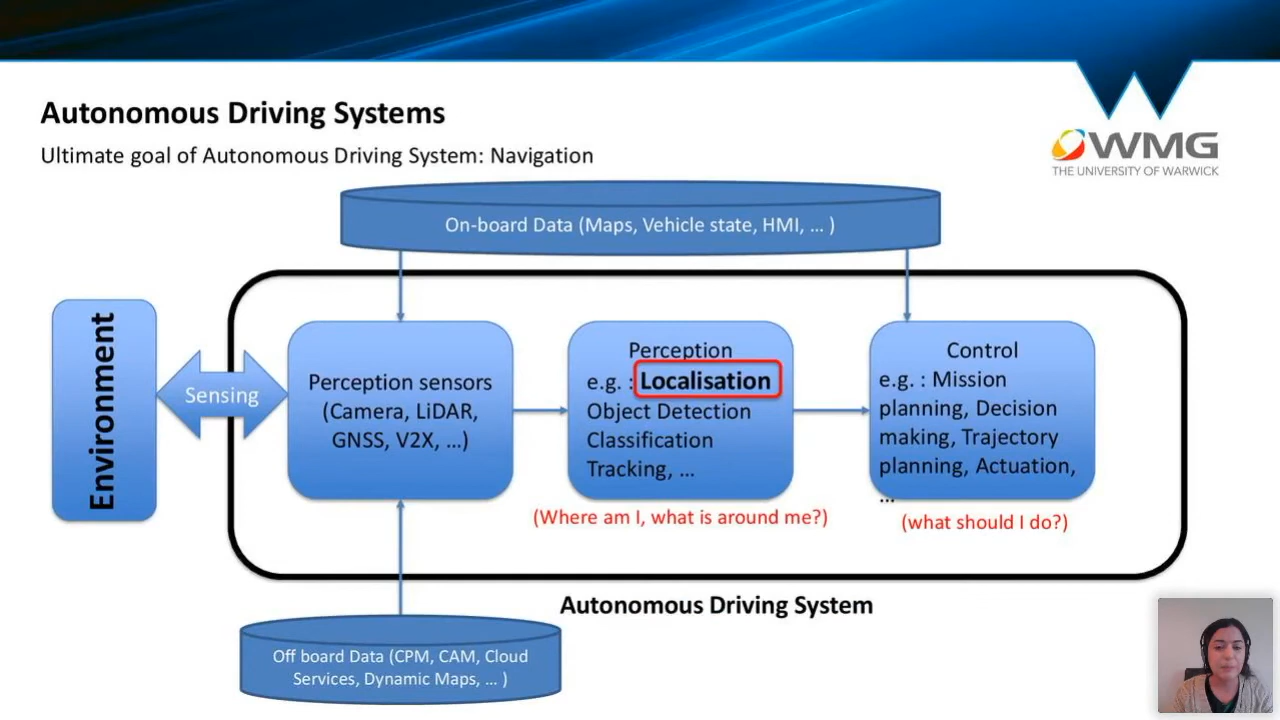 Autonomous Driving Systems
Ultimate goal of Autonomous Driving System: Navigation
WMG
THE UNIVERSITY OF WARWICK
On-board Data (Maps, Vehicle state, HMI, … )
Environment
Sensing
Perception sensors
(Camera, LiDAR,
GNSS, V2X, …)
Perception
e.g. : Localisation
Object Detection
Classification
Tracking, …
(Where am I, what is around me?)
Control
e.g. : Mission
planning, Decision
making, Trajectory
planning, Actuation,
…
(what should I do?)
Autonomous Driving System
Off board Data (CPM, CAM, Cloud
Services, Dynamic Maps, … )